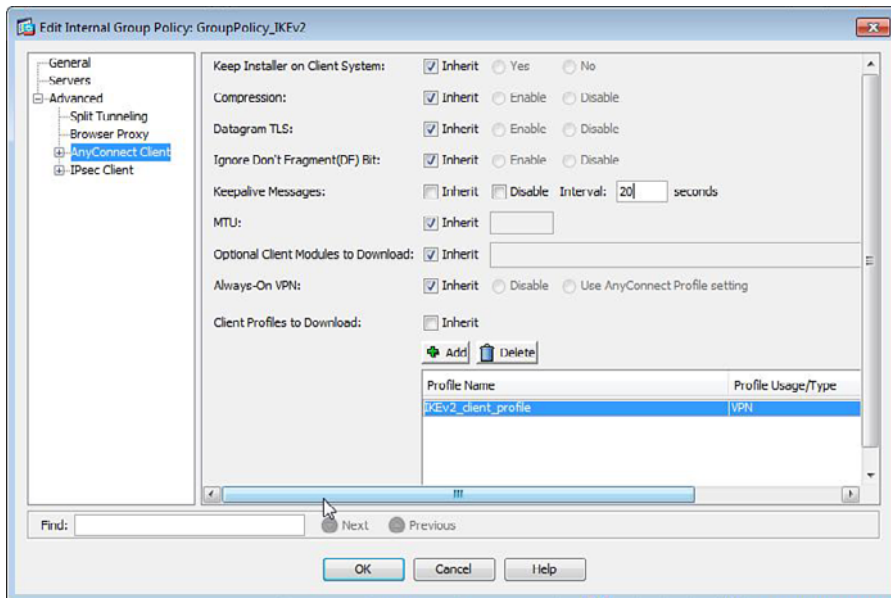 Edit Internal Group Policy: GroupPolicy_IKEv2
General
Servers
Advanced
Split Tunneling
Browser Proxy
AnyConnect Client
IPsec Client
Keep Installer on Client System: Inherit Yes No
Compression: Inherit Enable Disable
Datagram TLS: Inherit Enable Disable
Ignore Don't Fragment(DF) Bit: Inherit Enable Disable
Keepalive Messages: Inherit Disable Interval: 20 seconds
MTU: Inherit
Optional Client Modules to Download: Inherit
Always-On VPN: Inherit Disable Use AnyConnect Profile setting
Client Profiles to Download: Inherit
Add Delete
Profile Name Profile Usage/Type
IKEv2_client_profile VPN
Find: Next Previous
OK Cancel Help